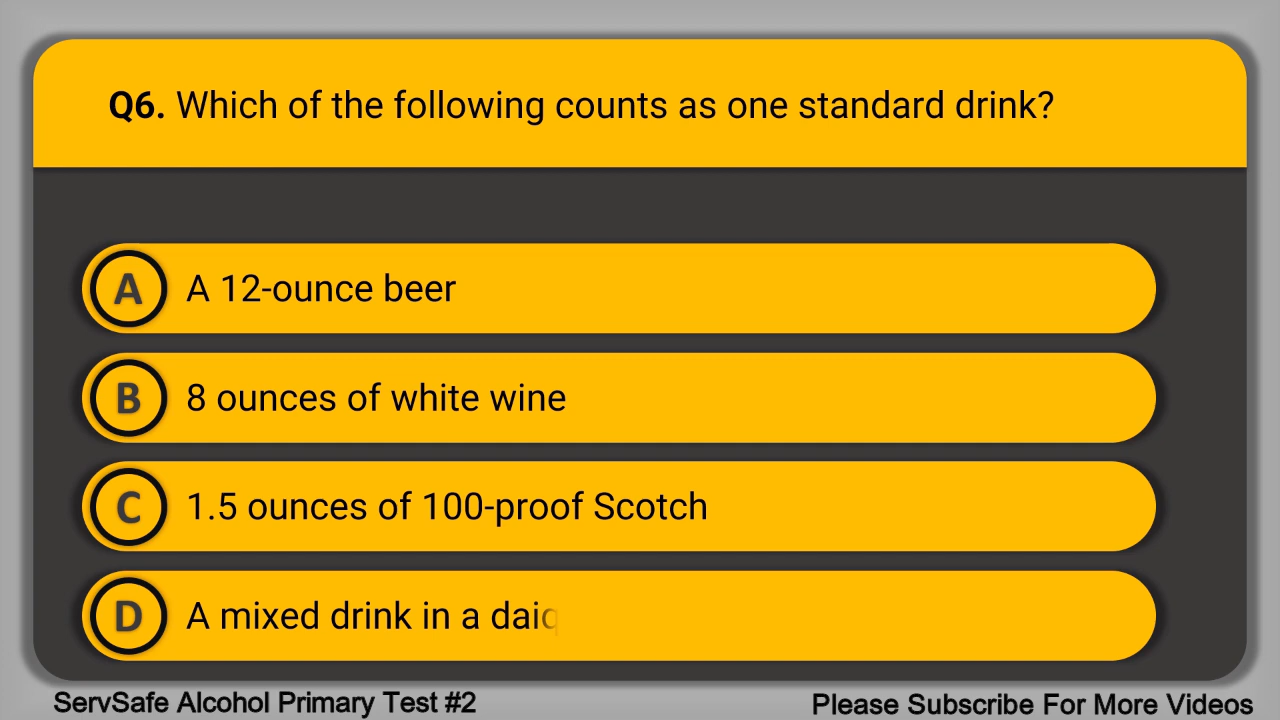 Q6. Which of the following counts as one standard drink?
A A 12-ounce beer
B 8 ounces of white wine
C 1.5 ounces of 100-proof Scotch
D A mixed drink in a
ServSafe Alcohol Primary Test #2
Please Subscribe For More Videos